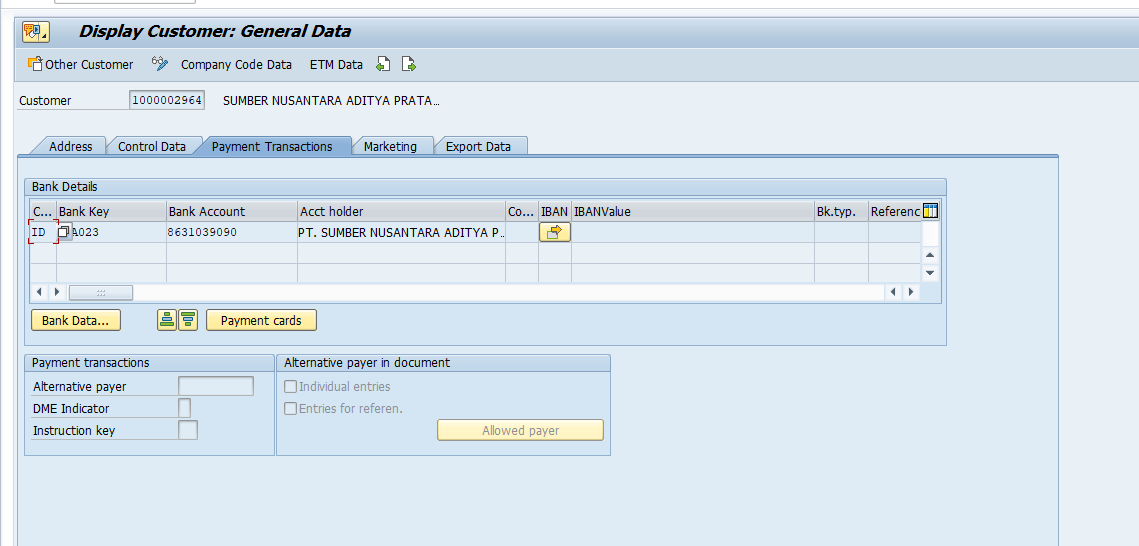 Display Customer: General Data
Other Customer Company Code Data ETM Data
Customer 1000002964 SUMBER NUSANTARA ADITYA PRATA...
Address Control Data Payment Transactions Marketing Export Data
Bank Details
C... Bank Key Bank Account Acct holder Co... IBAN IBANValue Bk.typ. Referenc
ID A023 8631039090 PT. SUMBER NUSANTARA ADITYA P..
Bank Data... Payment cards
Payment transactions
Alternative payer
DME Indicator
Instruction key
Alternative payer in document
Individual entries
Entries for referen.
Allowed payer